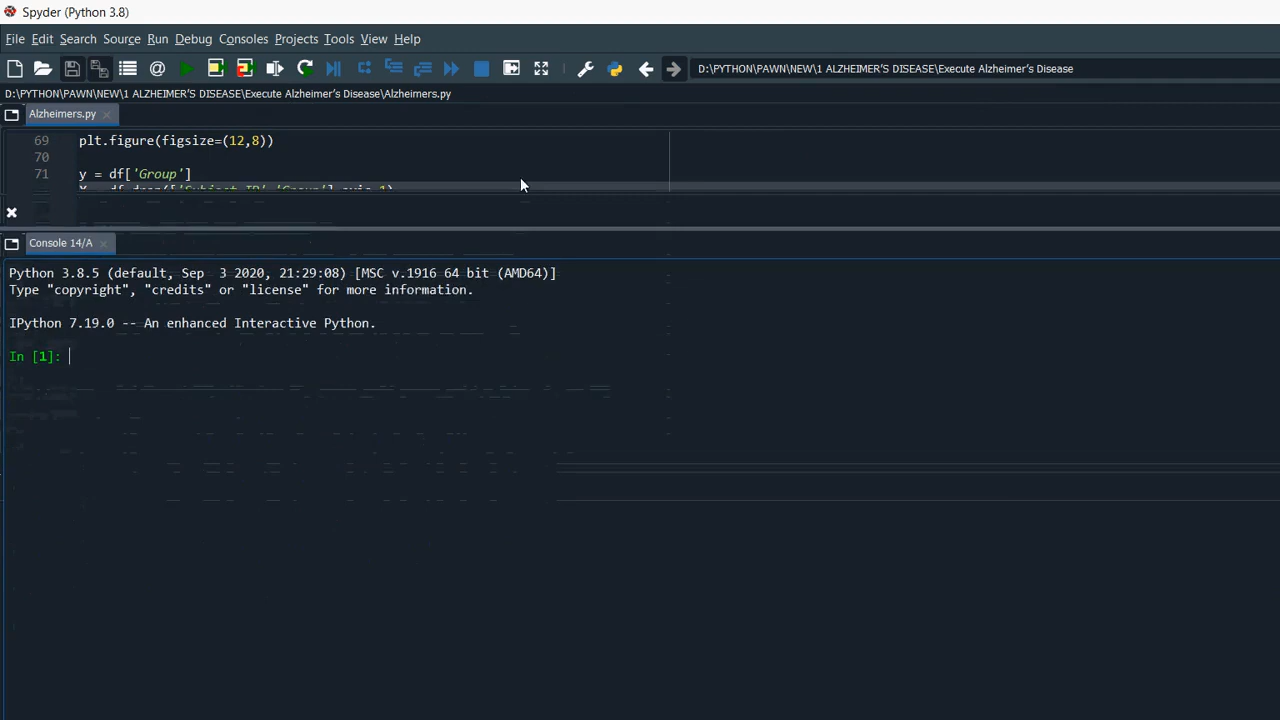 Spyder (Python 3.8)
File Edit Search Source Run Debug Consoles Projects Tools View Help
D:\PYTHON\PAWN\NEW\1 ALZHEIMER'S DISEASE\Execute Alzheimer's Disease
D:\PYTHON\PAWN\NEW\1 ALZHEIMER'S DISEASE\Execute Alzheimer's Disease\Alzheimers.py
Alzheimers.py
69 plt.figure(figsize=(12,8))
70
71 y = df['Group']
Console 14/A
Python 3.8.5 (default, Sep  3 2020, 21:29:08) [MSC v.1916 64 bit (AMD64)]
Type "copyright", "credits" or "license" for more information.
IPython 7.19.0 -- An enhanced Interactive Python.
In [1]: